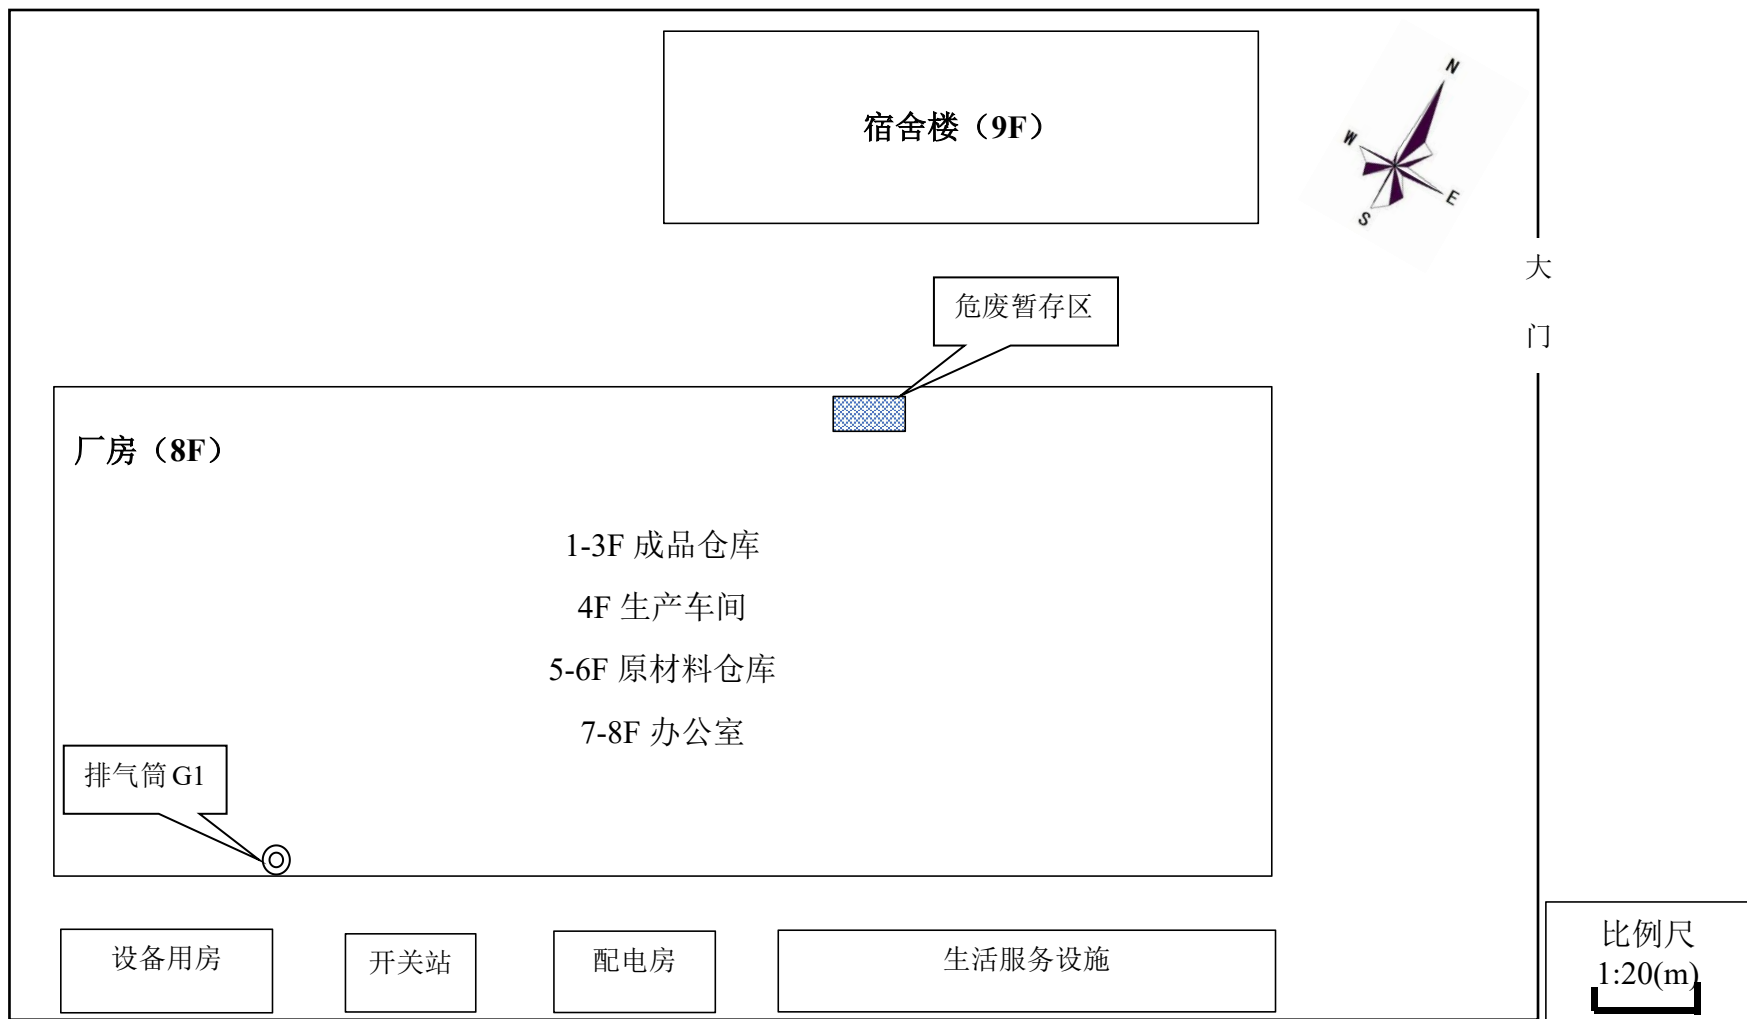 宿舍楼（9F）
N
W
E
S
大
门
危废暂存区
厂房（8F）
1-3F 成品仓库
4F 生产车间
5-6F 原材料仓库
7-8F 办公室
排气筒 G1
设备用房
开关站
配电房
生活服务设施
比例尺
1:20(m)